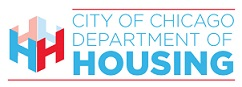 CITY OF CHICAGO
DEPARTMENT OF
HOUSING